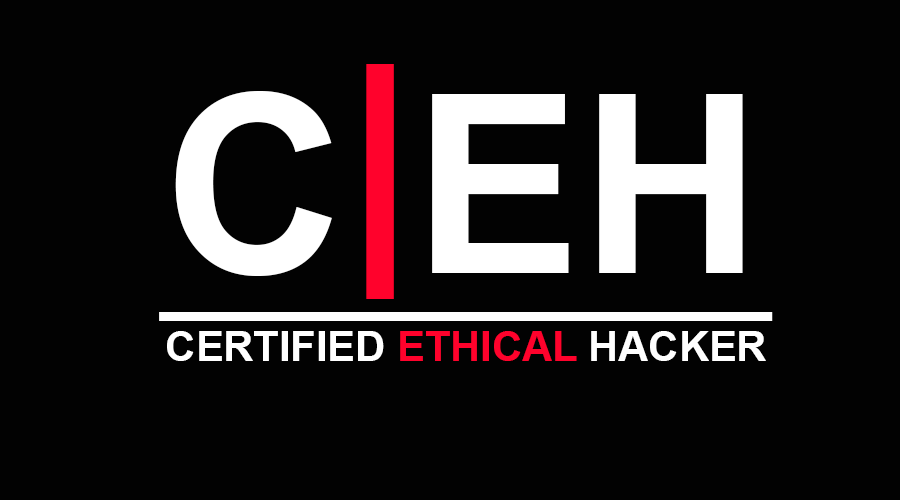 C|EH
CERTIFIED ETHICAL HACKER